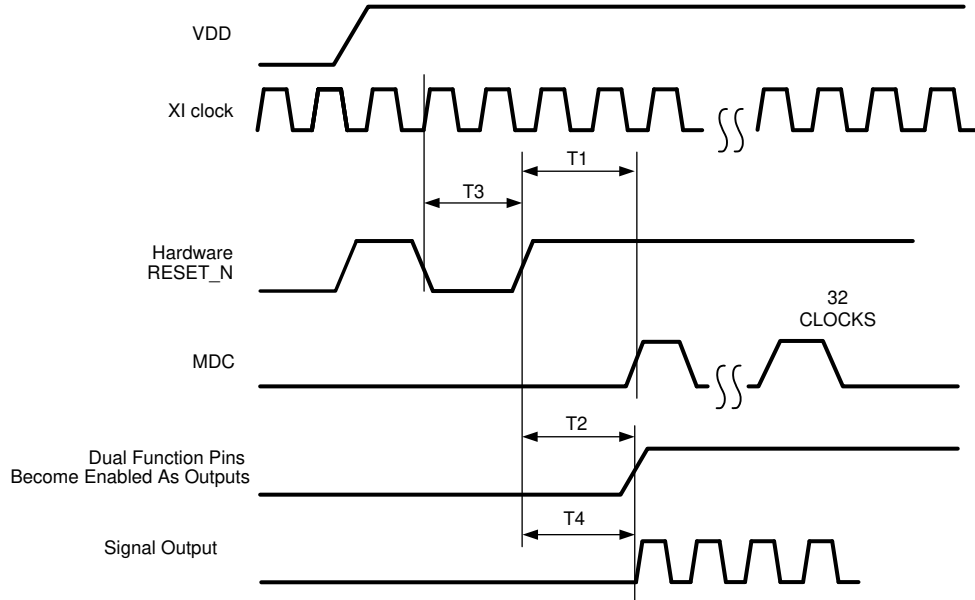 VDD
XI clock
T1
T3
Hardware
RESET_N
32
CLOCKS
MDC
T2
Dual Function Pins
Become Enabled As Outputs
T4
Signal Output